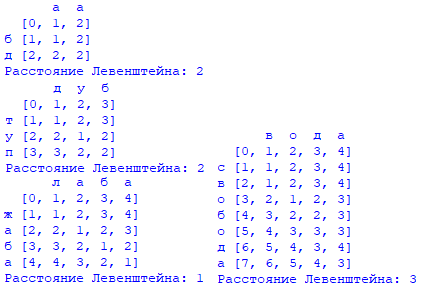 а а
[0, 1, 2]
б [1, 1, 2]
д [2, 2, 2]
Расстояние Левенштейна: 2
д у б
[0, 1, 2, 3]
т [1, 1, 2, 3]
у [2, 2, 1, 2]
п [3, 3, 2, 2]
Расстояние Левенштейна: 2
л а б а
[0, 1, 2, 3, 4]
ж [1, 1, 2, 3, 4]
а [2, 2, 1, 2, 3]
б [3, 3, 2, 1, 2]
а [4, 4, 3, 2, 1]
Расстояние Левенштейна: 1
в о д а
[0, 1, 2, 3, 4]
с [1, 1, 2, 3, 4]
в [2, 1, 2, 3, 4]
о [3, 2, 1, 2, 3]
б [4, 3, 2, 2, 3]
о [5, 4, 3, 3, 3]
д [6, 5, 4, 3, 4]
а [7, 6, 5, 4, 3]
Расстояние Левенштейна: 3